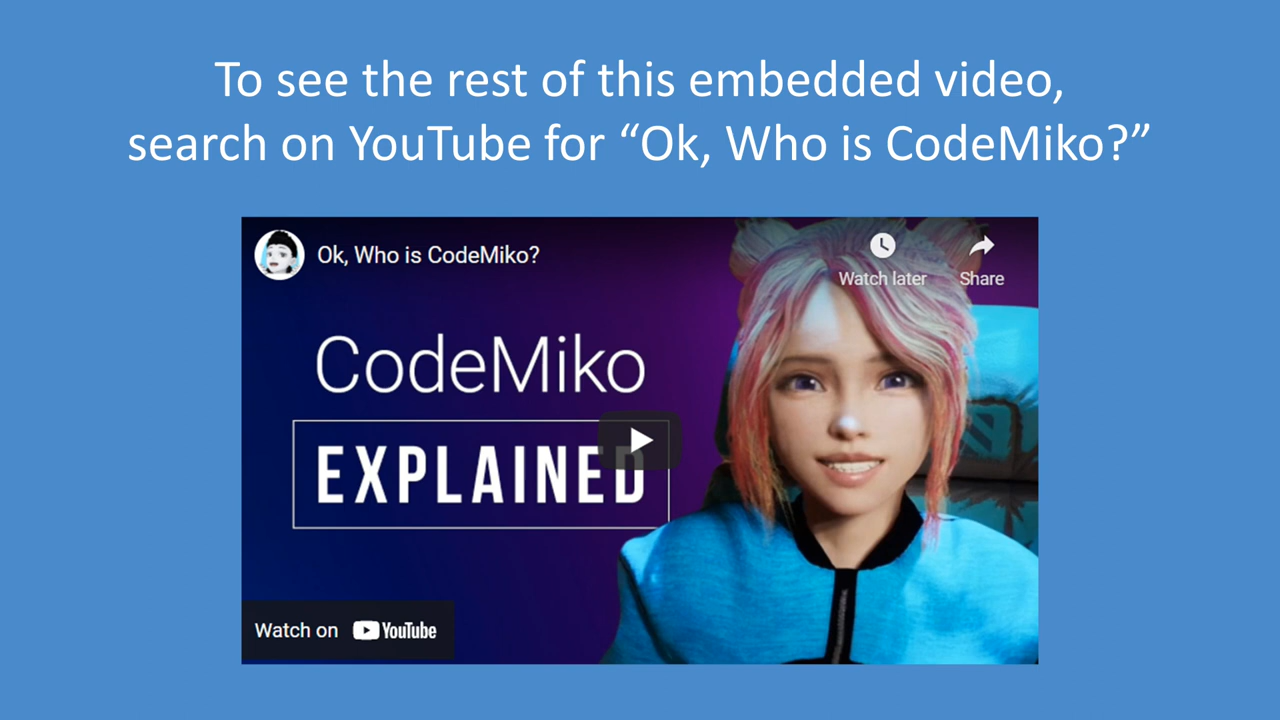 To see the rest of this embedded video,
search on YouTube for “Ok, Who is CodeMiko?”
Ok, Who is CodeMiko?
Watch later
Share
CodeMiko
EXPLAINED
Watch on YouTube